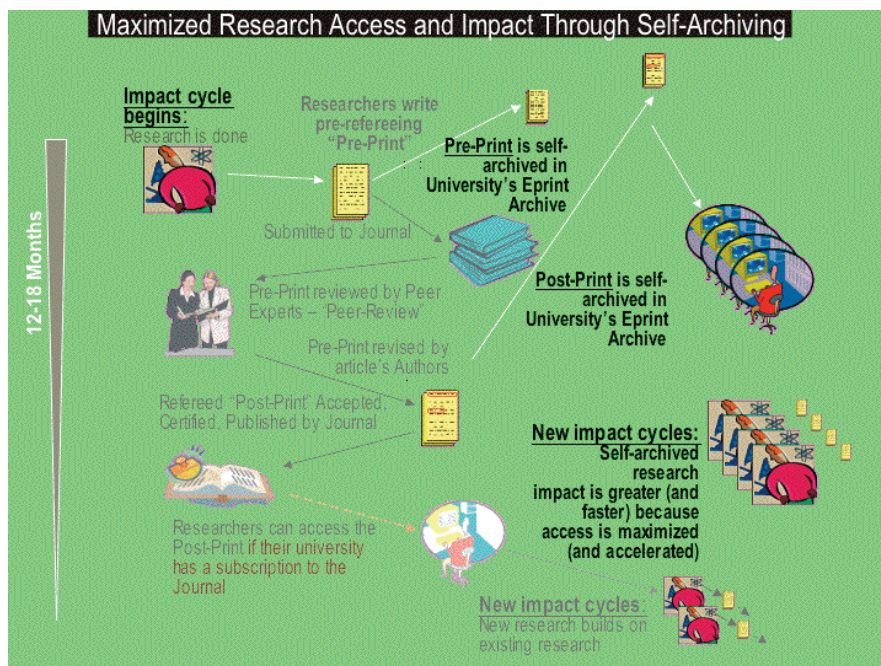 Maximized Research Access and Impact Through Self-Archiving
Impact cycle
begins:
Research is done
Researchers write
pre-refereeing
“Pre-Print”
Pre-Print is self-
archived in
University’s Eprint
Archive
Submitted to Journal
12-18 Months
Pre-Print reviewed by Peer
Experts – “Peer-Review”
Post-Print is self-
archived in
University’s Eprint
Archive
Pre-Print revised by
article’s Authors
Refereed “Post-Print” Accepted,
Certified, Published by Journal
New impact cycles:
Self-archived
research
impact is greater (and
faster) because
access is maximized
(and accelerated)
Researchers can access the
Post-Print if their university
has a subscription to the
Journal
New impact cycles:
New research builds on
existing research